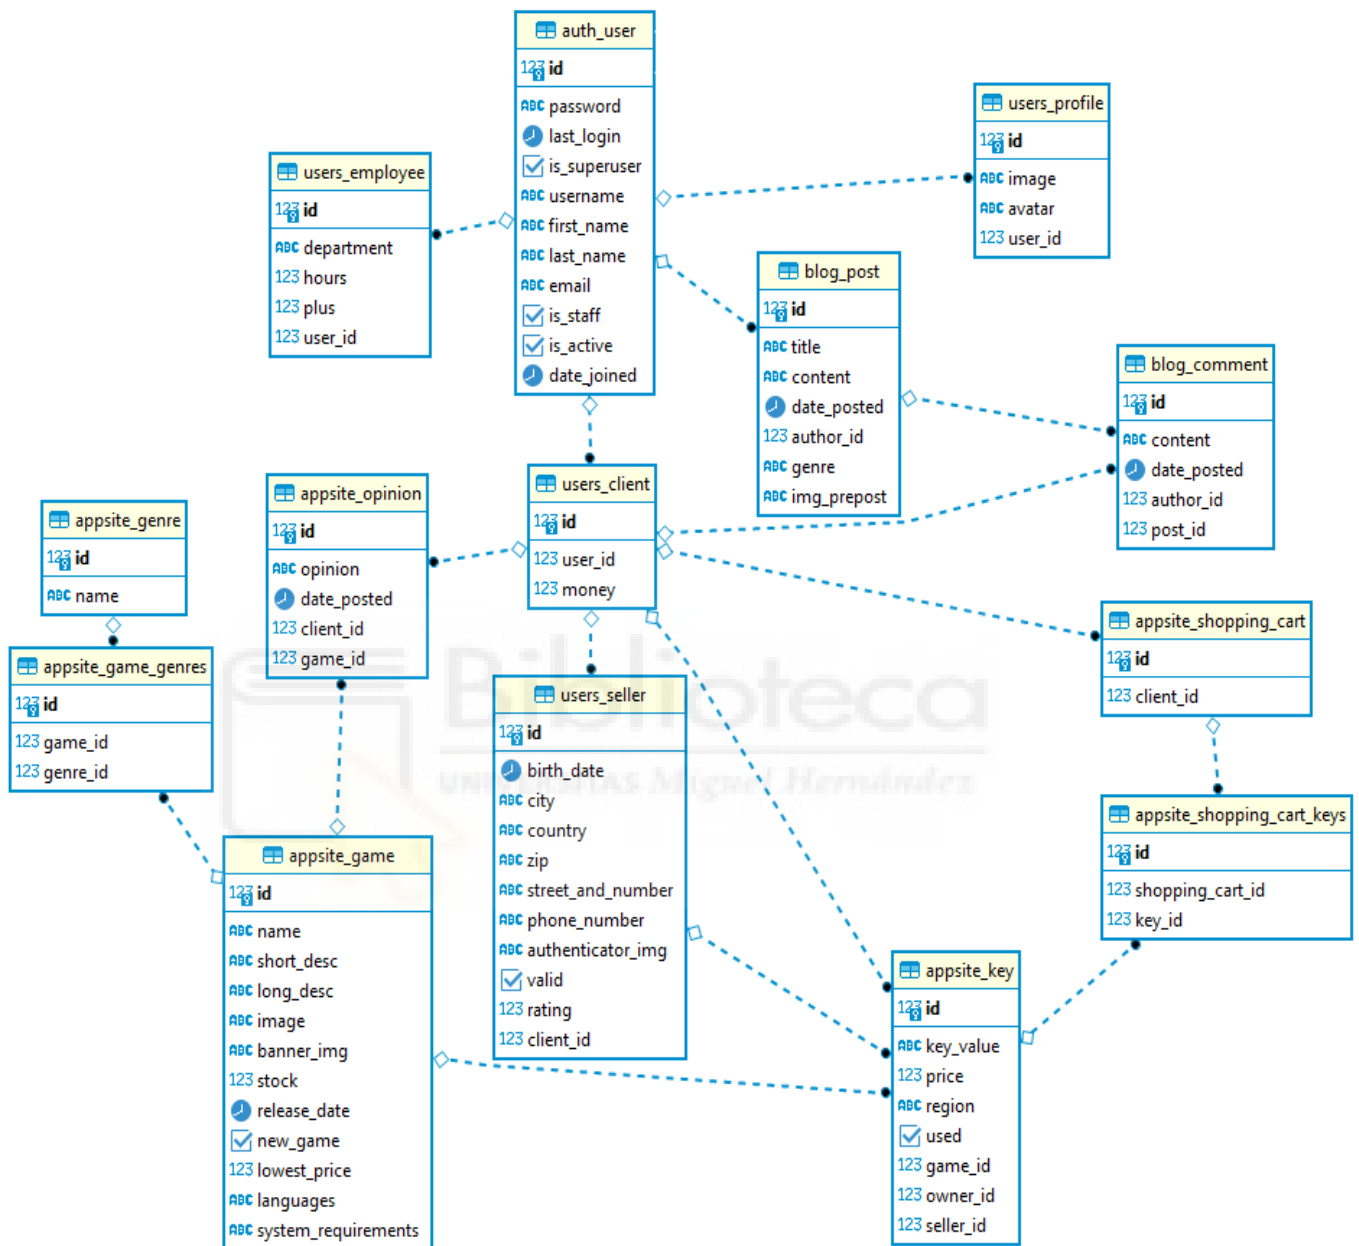 auth_user
id
password
last_login
is_superuser
username
first_name
last_name
email
is_staff
is_active
date_joined
users_profile
id
image
avatar
user_id
users_employee
id
department
hours
plus
user_id
blog_post
id
title
content
date_posted
author_id
genre
img_prepost
blog_comment
id
content
date_posted
author_id
post_id
users_client
id
user_id
money
appsite_opinion
id
opinion
date_posted
client_id
game_id
appsite_genre
id
name
appsite_game_genres
id
game_id
genre_id
appsite_shopping_cart
id
client_id
users_seller
id
birth_date
city
country
zip
street_and_number
phone_number
authenticator_img
valid
rating
client_id
Biblioteca
UNIVERSITAS Miguel Hernández
appsite_shopping_cart_keys
id
shopping_cart_id
key_id
appsite_game
id
name
short_desc
long_desc
image
banner_img
stock
release_date
new_game
lowest_price
languages
system_requirements
appsite_key
id
key_value
price
region
used
game_id
owner_id
seller_id